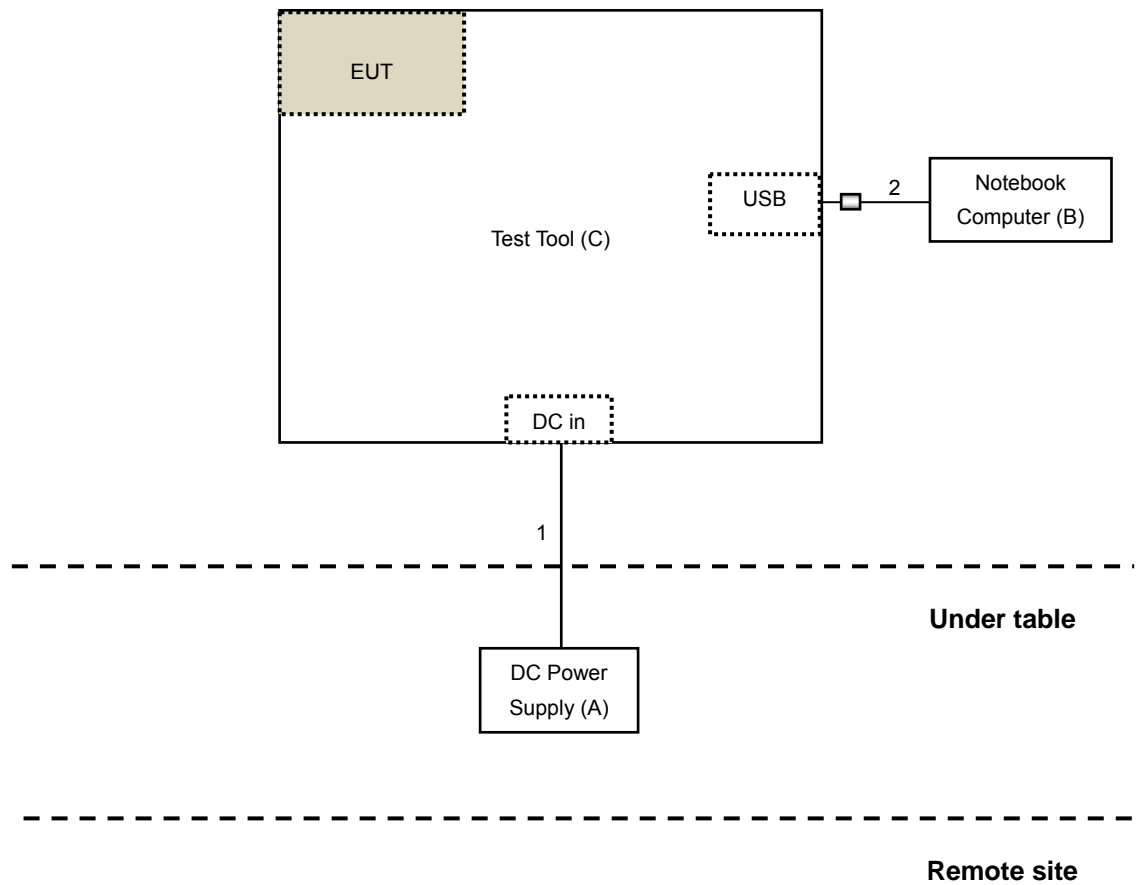 EUT
USB
2
Notebook
Computer (B)
Test Tool (C)
DC in
1
Under table
DC Power
Supply (A)
Remote site